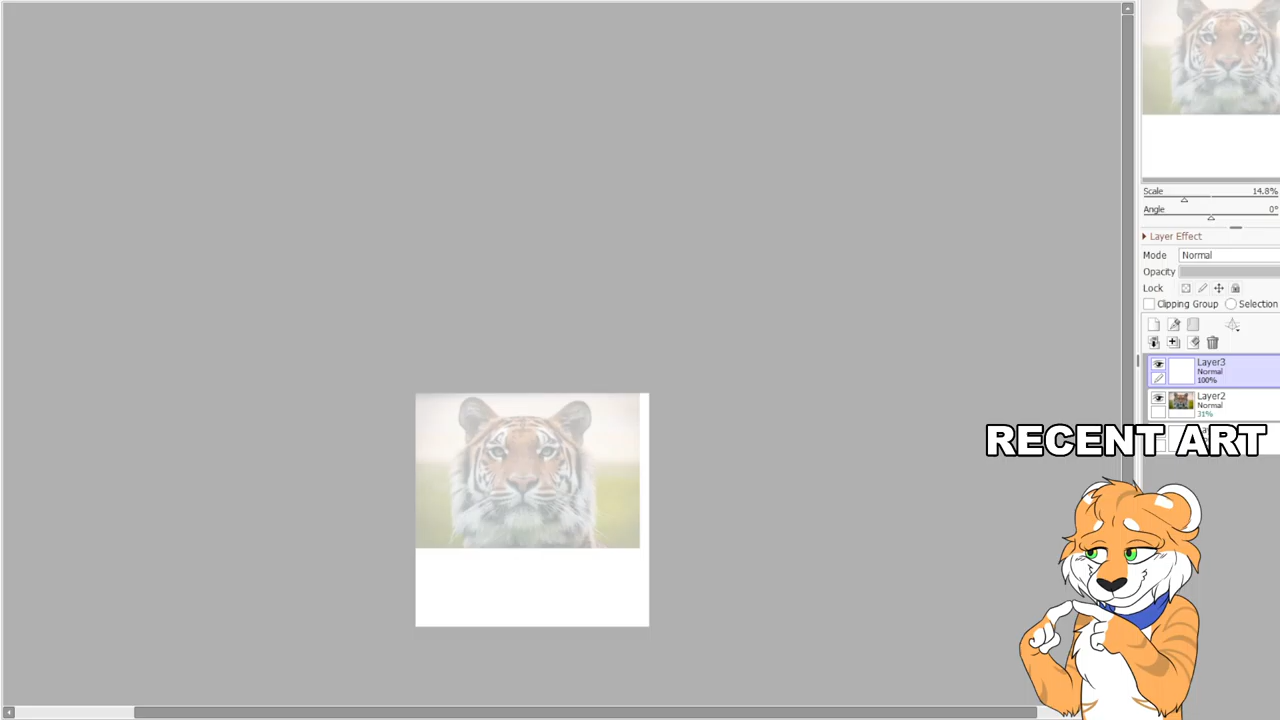 Scale 14.8%
Angle 0°
Layer Effect
Mode Normal
Opacity
Lock
Clipping Group Selection
Layer3
Normal
100%
Layer2
Normal
31%
RECENT ART